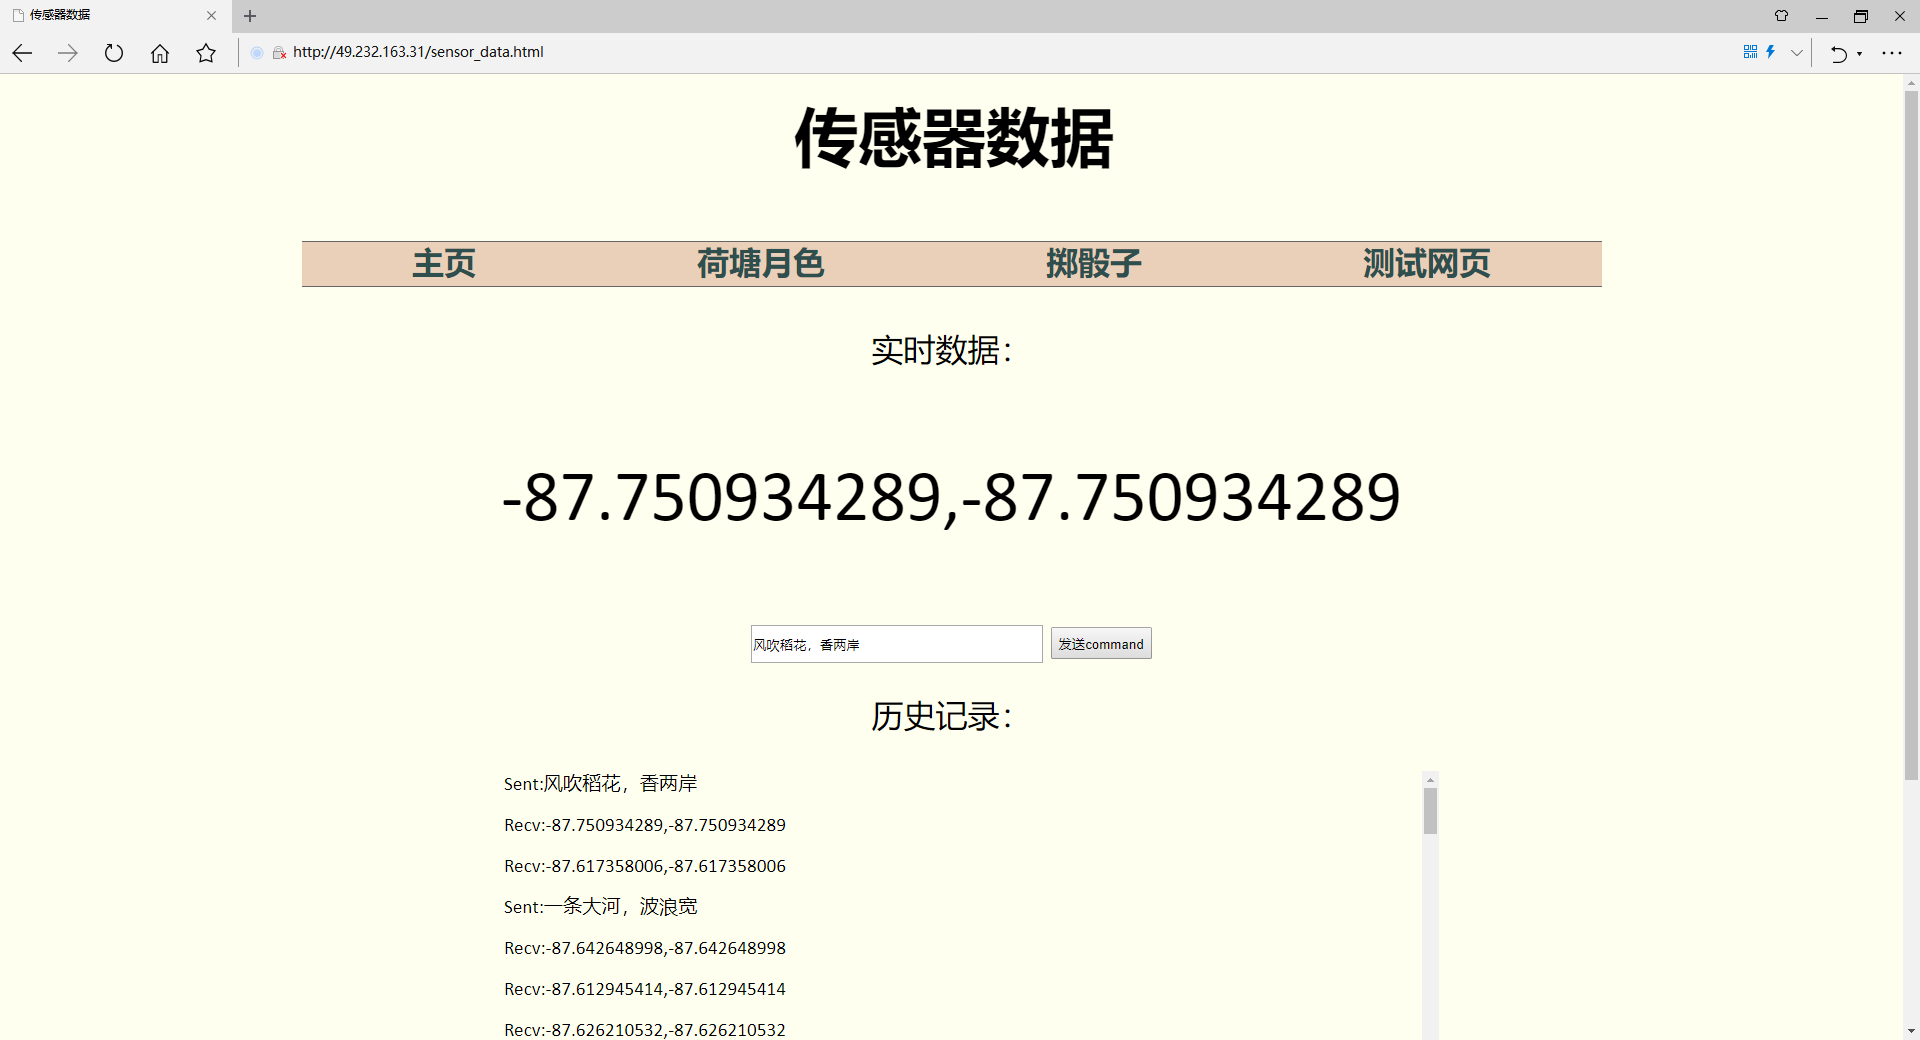 传感器数据
http://49.232.163.31/sensor_data.html
传感器数据
主页 荷塘月色 掷骰子 测试网页
实时数据：
-87.750934289,-87.750934289
风吹稻花，香两岸 发送command
历史记录：
Sent:风吹稻花，香两岸
Recv:-87.750934289,-87.750934289
Recv:-87.617358006,-87.617358006
Sent:一条大河，波浪宽
Recv:-87.642648998,-87.642648998
Recv:-87.612945414,-87.612945414
Recv:-87.626210532,-87.626210532